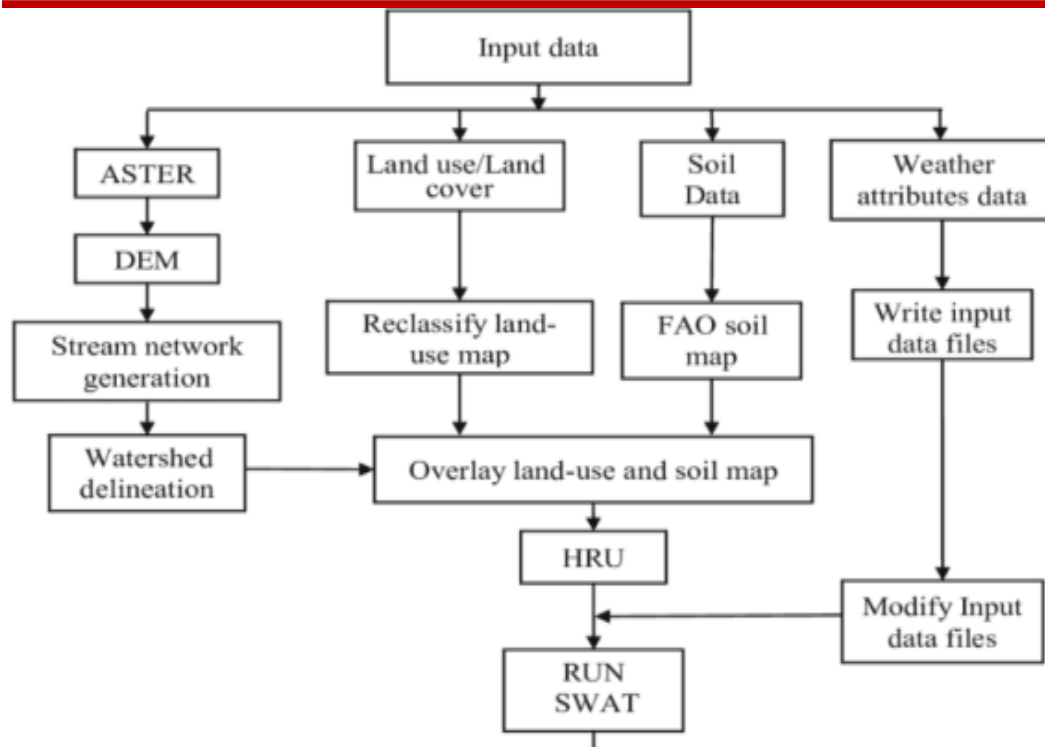 Input data
ASTER
Land use/Land
cover
Soil
Data
Weather
attributes data
DEM
Stream network
generation
Reclassify land-
use map
FAO soil
map
Write input
data files
Watershed
delineation
Overlay land-use and soil map
HRU
Modify Input
data files
RUN
SWAT